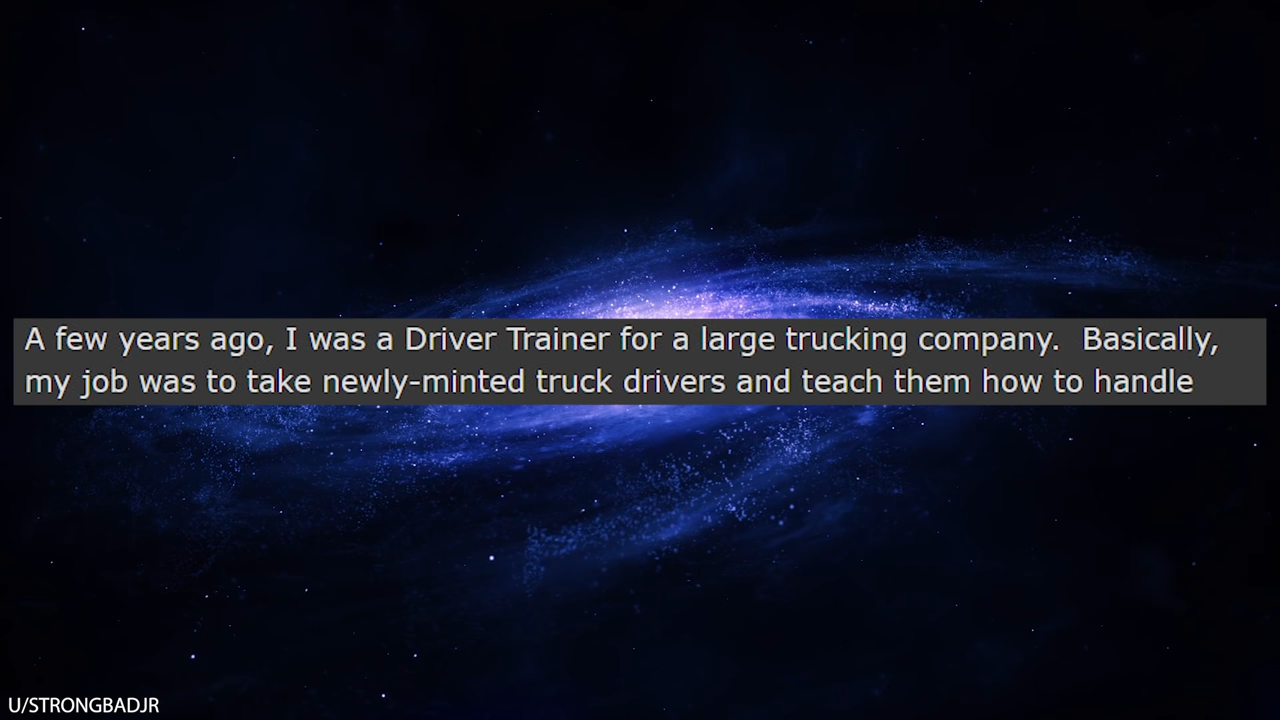 A few years ago, I was a Driver Trainer for a large trucking company.  Basically,
my job was to take newly-minted truck drivers and teach them how to handle
U/STRONGBADJR